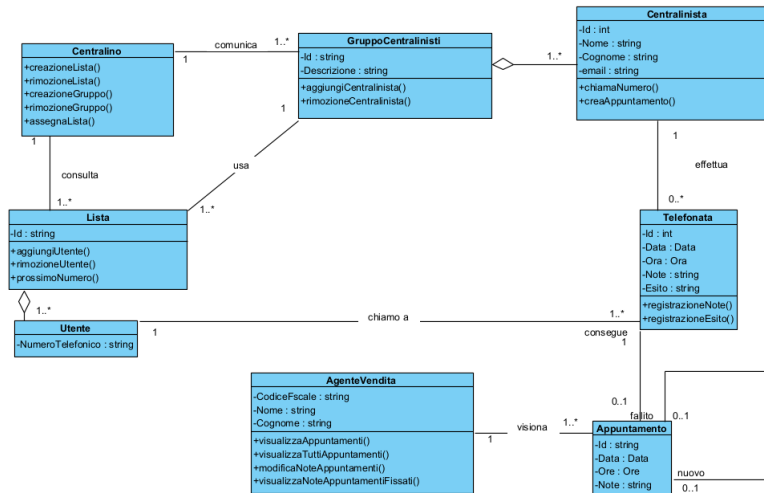 Centralino
+creazioneLista()
+rimozioneLista()
+creazioneGruppo()
+rimozioneGruppo()
+assegnaLista()
comunica
1
1..*
GruppoCentralinisti
-Id : string
-Descrizione : string
+aggiungiCentralinista()
+rimozioneCentralinista()
1..*
Centralinista
-Id : int
-Nome : string
-Cognome : string
-email : string
+chiamaNumero()
+creaAppuntamento()
1
consulta
1..*
1
usa
1..*
1
effettua
0..*
Lista
-Id : string
+aggiungiUtente()
+rimozioneUtente()
+prossimoNumero()
1..*
Utente
-NumeroTelefonico : string
1
chiamo a
1..*
Telefonata
-Id : int
-Data : Data
-Ora : Ora
-Note : string
-Esito : string
+registrazioneNote()
+registrazioneEsito()
consegue
1
0..1
AgenteVendita
-CodiceFscale : string
-Nome : string
-Cognome : string
+visualizzaAppuntamenti()
+visualizzaTuttiAppuntamenti()
+modificaNoteAppuntamenti()
+visualizzaNoteAppuntamentiFissati()
1
visiona
1..*
fallito
0..1
Appuntamento
-Id : string
-Data : Data
-Ore : Ore
-Note : string
nuovo
0..1